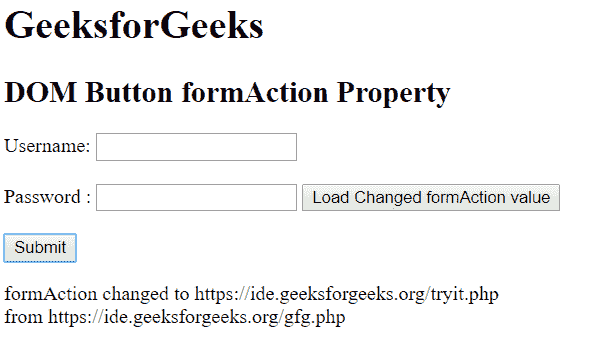 GeeksforGeeks
DOM Button formAction Property
Username:
Password : Load Changed formAction value
Submit
formAction changed to https://ide.geeksforgeeks.org/tryit.php
from https://ide.geeksforgeeks.org/gfg.php